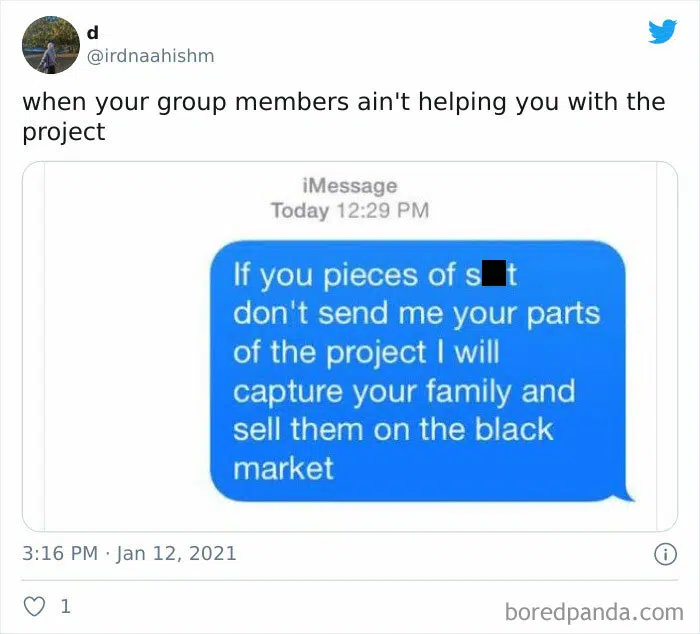 d
@irdnaahishm
when your group members ain't helping you with the
project
iMessage
Today 12:29 PM
If you pieces of s■t
don't send me your parts
of the project I will
capture your family and
sell them on the black
market
3:16 PM · Jan 12, 2021
1
boredpanda.com